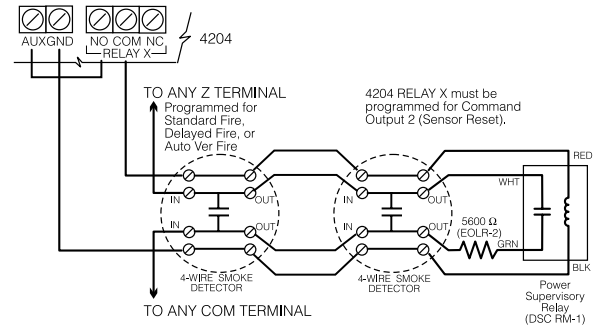 AUX GND NO COM NC
RELAY X
4204
TO ANY Z TERMINAL
Programmed for
Standard Fire,
Delayed Fire, or
Auto Ver Fire
4204 RELAY X must be
programmed for Command
Output 2 (Sensor Reset).
RED
WHT
IN OUT IN OUT
IN OUT IN OUT
5600 Ω
(EOLR-2)
GRN
BLK
4-WIRE SMOKE
DETECTOR
4-WIRE SMOKE
DETECTOR
Power
Supervisory
Relay
(DSC RM-1)
TO ANY COM TERMINAL